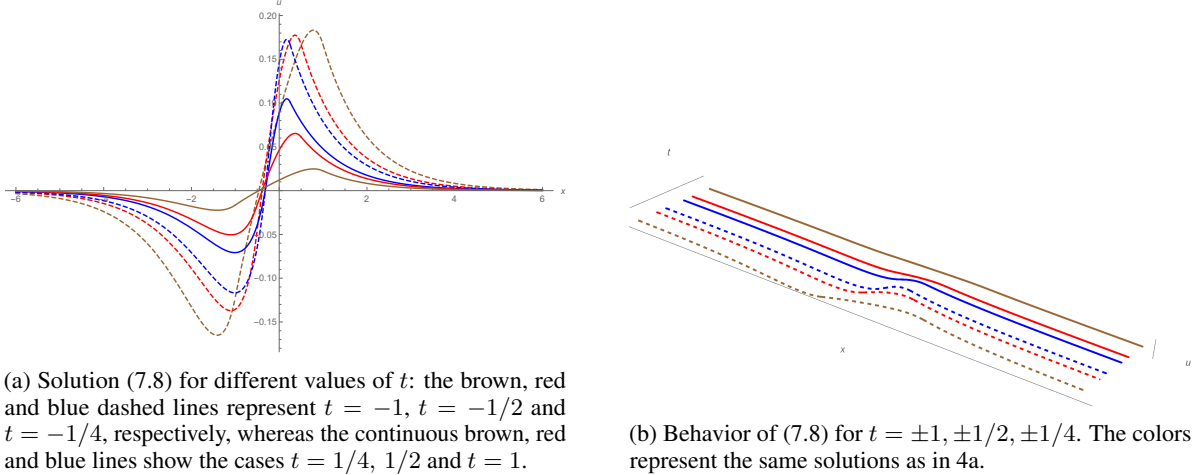 u
0.20
0.15
0.10
0.05
−6
−4
−2
2
4
6
x
−0.05
−0.10
−0.15
t
x
u
(a) Solution (7.8) for different values of t: the brown, red
and blue dashed lines represent t = −1, t = −1/2 and
t = −1/4, respectively, whereas the continuous brown, red
and blue lines show the cases t = 1/4, 1/2 and t = 1.
(b) Behavior of (7.8) for t = ±1, ±1/2, ±1/4. The colors
represent the same solutions as in 4a.